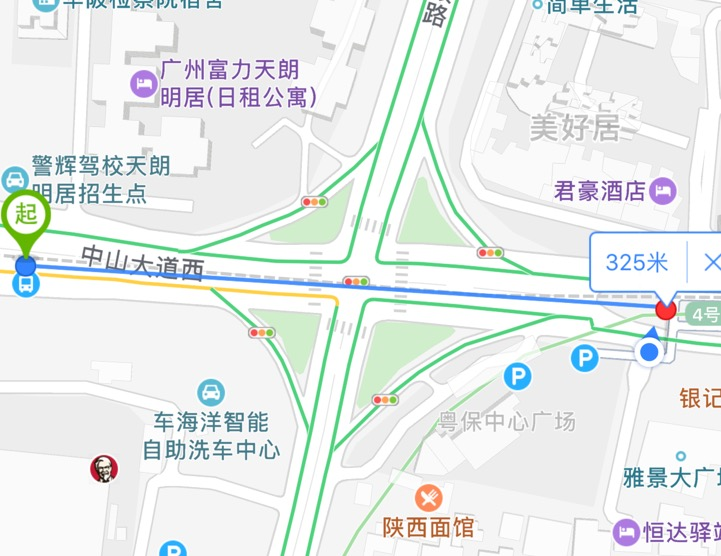 简单生活
路
广州富力天朗
明居(日租公寓)
美好居
警辉驾校天朗
明居招生点
君豪酒店
起
中山大道西
325米
4号
P
P
银记
粤保中心广场
车海洋智能
自助洗车中心
雅景大广场
陕西面馆
恒达驿站
P